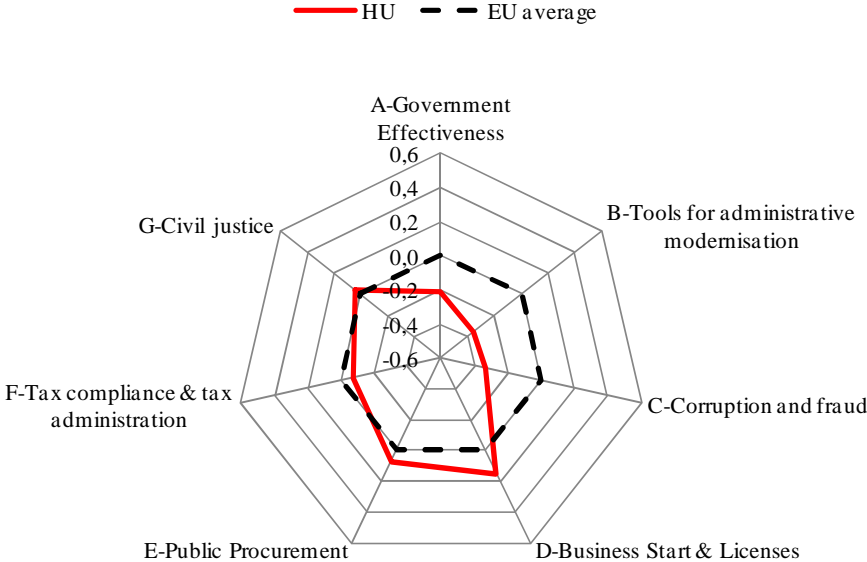 HU EU average
A-Government
Effectiveness
0,6
0,4
0,2
0,0
-0,2
-0,4
-0,6
B-Tools for administrative
modernisation
G-Civil justice
F-Tax compliance & tax
administration
C-Corruption and fraud
E-Public Procurement
D-Business Start & Licenses